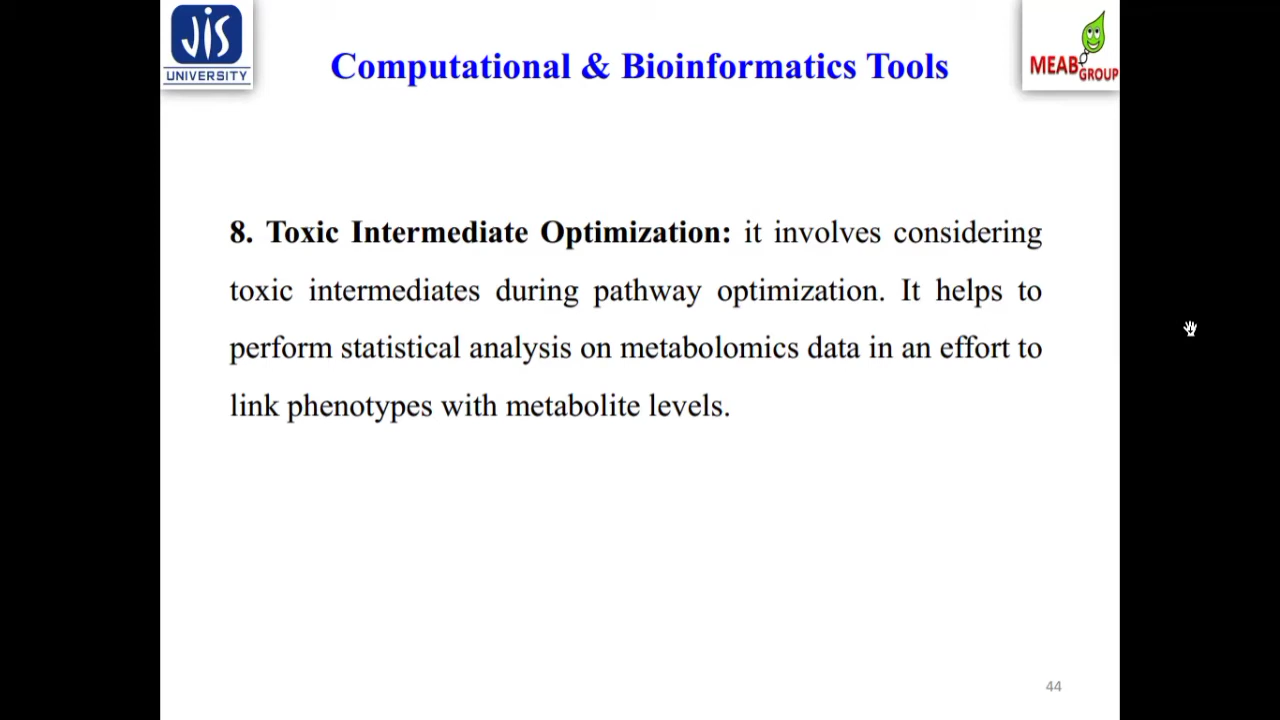 JIS
UNIVERSITY
Computational & Bioinformatics Tools
MEAB
GROUP
8. Toxic Intermediate Optimization: it involves considering
toxic intermediates during pathway optimization. It helps to
perform statistical analysis on metabolomics data in an effort to
link phenotypes with metabolite levels.
44